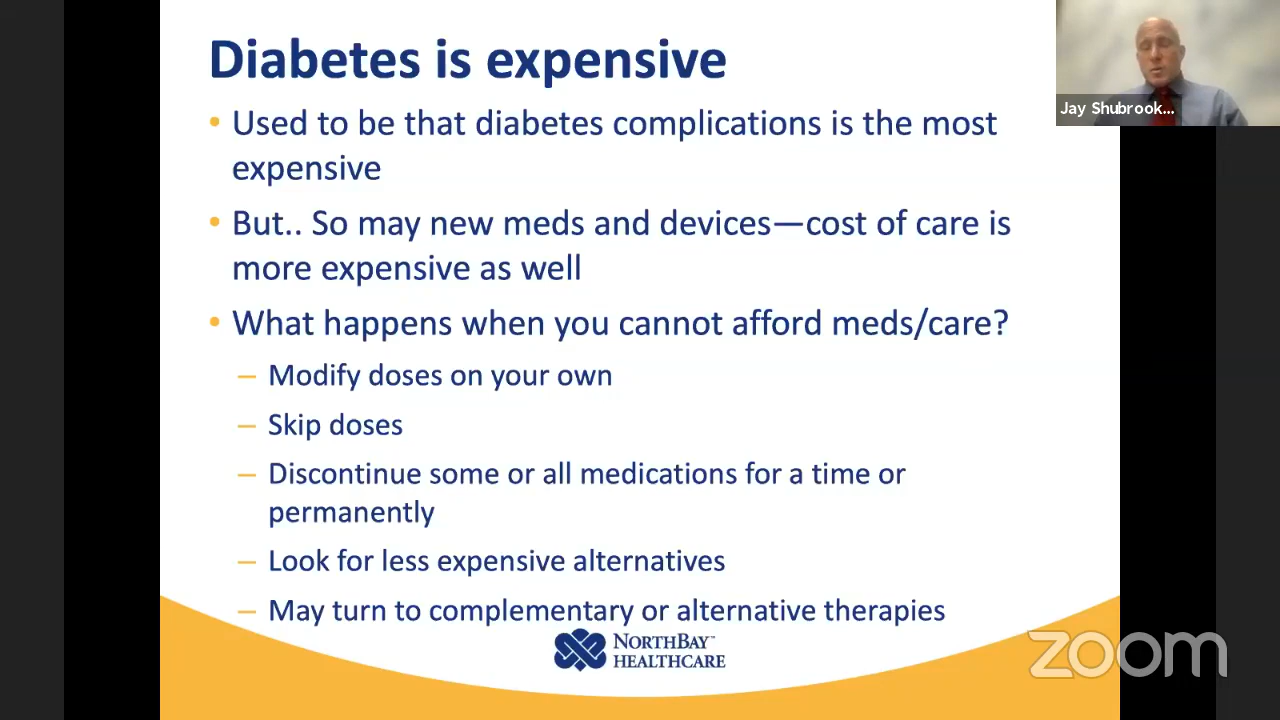 Diabetes is expensive
• Used to be that diabetes complications is the most
expensive
• But.. So may new meds and devices—cost of care is
more expensive as well
• What happens when you cannot afford meds/care?
– Modify doses on your own
– Skip doses
– Discontinue some or all medications for a time or
permanently
– Look for less expensive alternatives
– May turn to complementary or alternative therapies
NORTHBAY™
HEALTHCARE
Jay Shubrook...
zoom